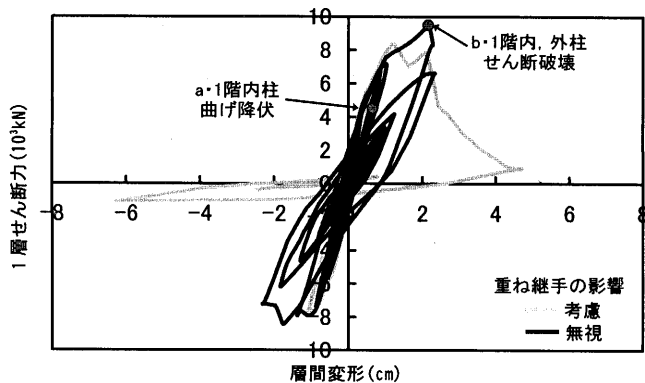 10
8
6
4
2
0
-2
-4
-6
-8
10
-8
-6
-4
-2
2
4
6
8
b・1階内，外柱
せん断破壊
a・1階内柱
曲げ降伏
1層せん断力(10³kN)
重ね継手の影響
考慮
無視
層間変形(cm)